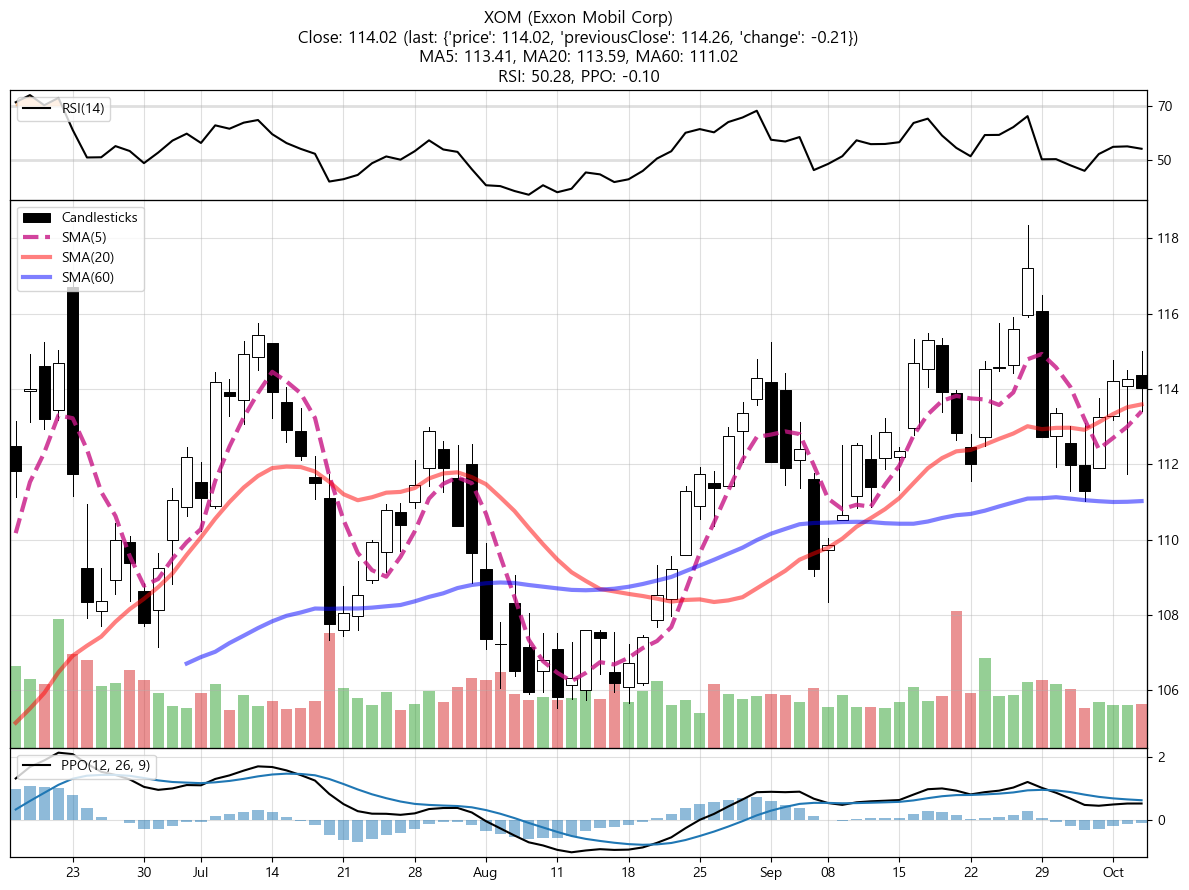 XOM (Exxon Mobil Corp)
Close: 114.02 (last: {'price': 114.02, 'previousClose': 114.26, 'change': -0.21})
MA5: 113.41, MA20: 113.59, MA60: 111.02
RSI: 50.28, PPO: -0.10
RSI(14)
70
50
Candlesticks
SMA(5)
SMA(20)
SMA(60)
118
116
114
112
110
108
106
PPO(12, 26, 9)
2
0
23 30 Jul 14 21 28 Aug 11 18 25 Sep 08 15 22 29 Oct